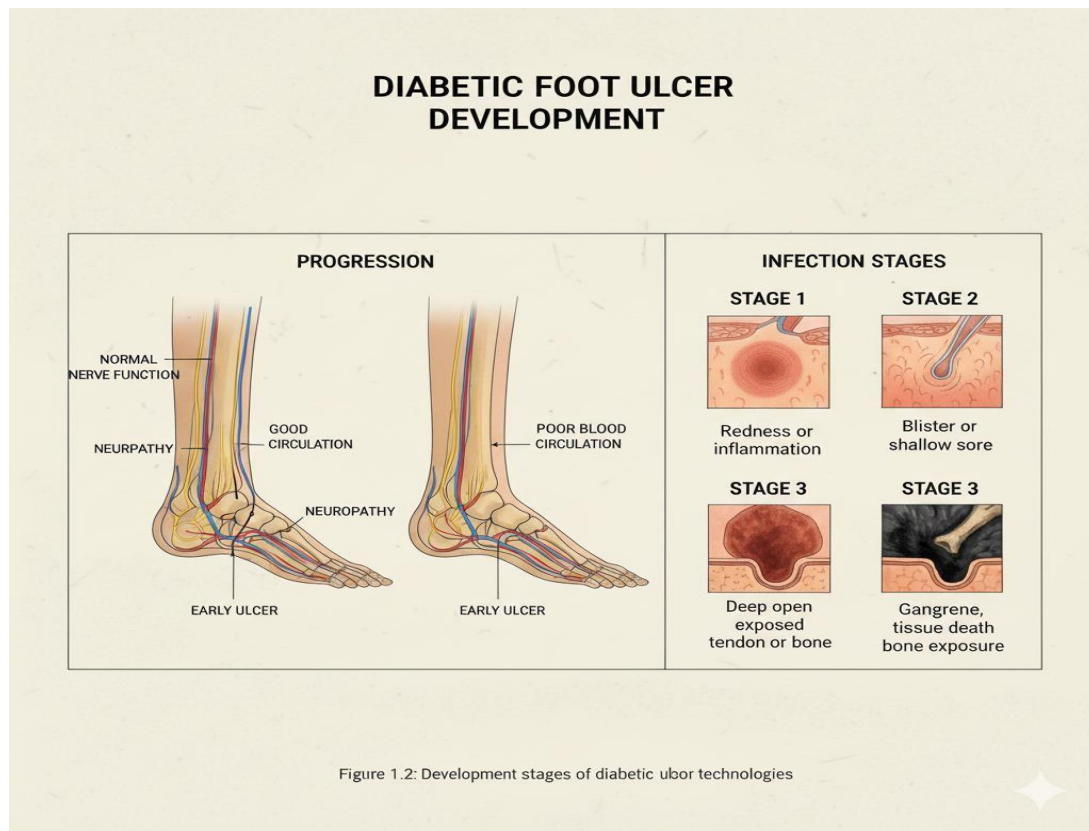 DIABETIC FOOT ULCER
DEVELOPMENT
PROGRESSION
NORMAL
NERVE FUNCTION
NEURPATHY
GOOD
CIRCULATION
NEUROPATHY
EARLY ULCER
POOR BLOOD
CIRCULATION
EARLY ULCER
INFECTION STAGES
STAGE 1
Redness or
inflammation
STAGE 2
Blister or
shallow sore
STAGE 3
Deep open
exposed
tendon or bone
STAGE 3
Gangrene,
tissue death
bone exposure
Figure 1.2: Development stages of diabetic ubor technologies